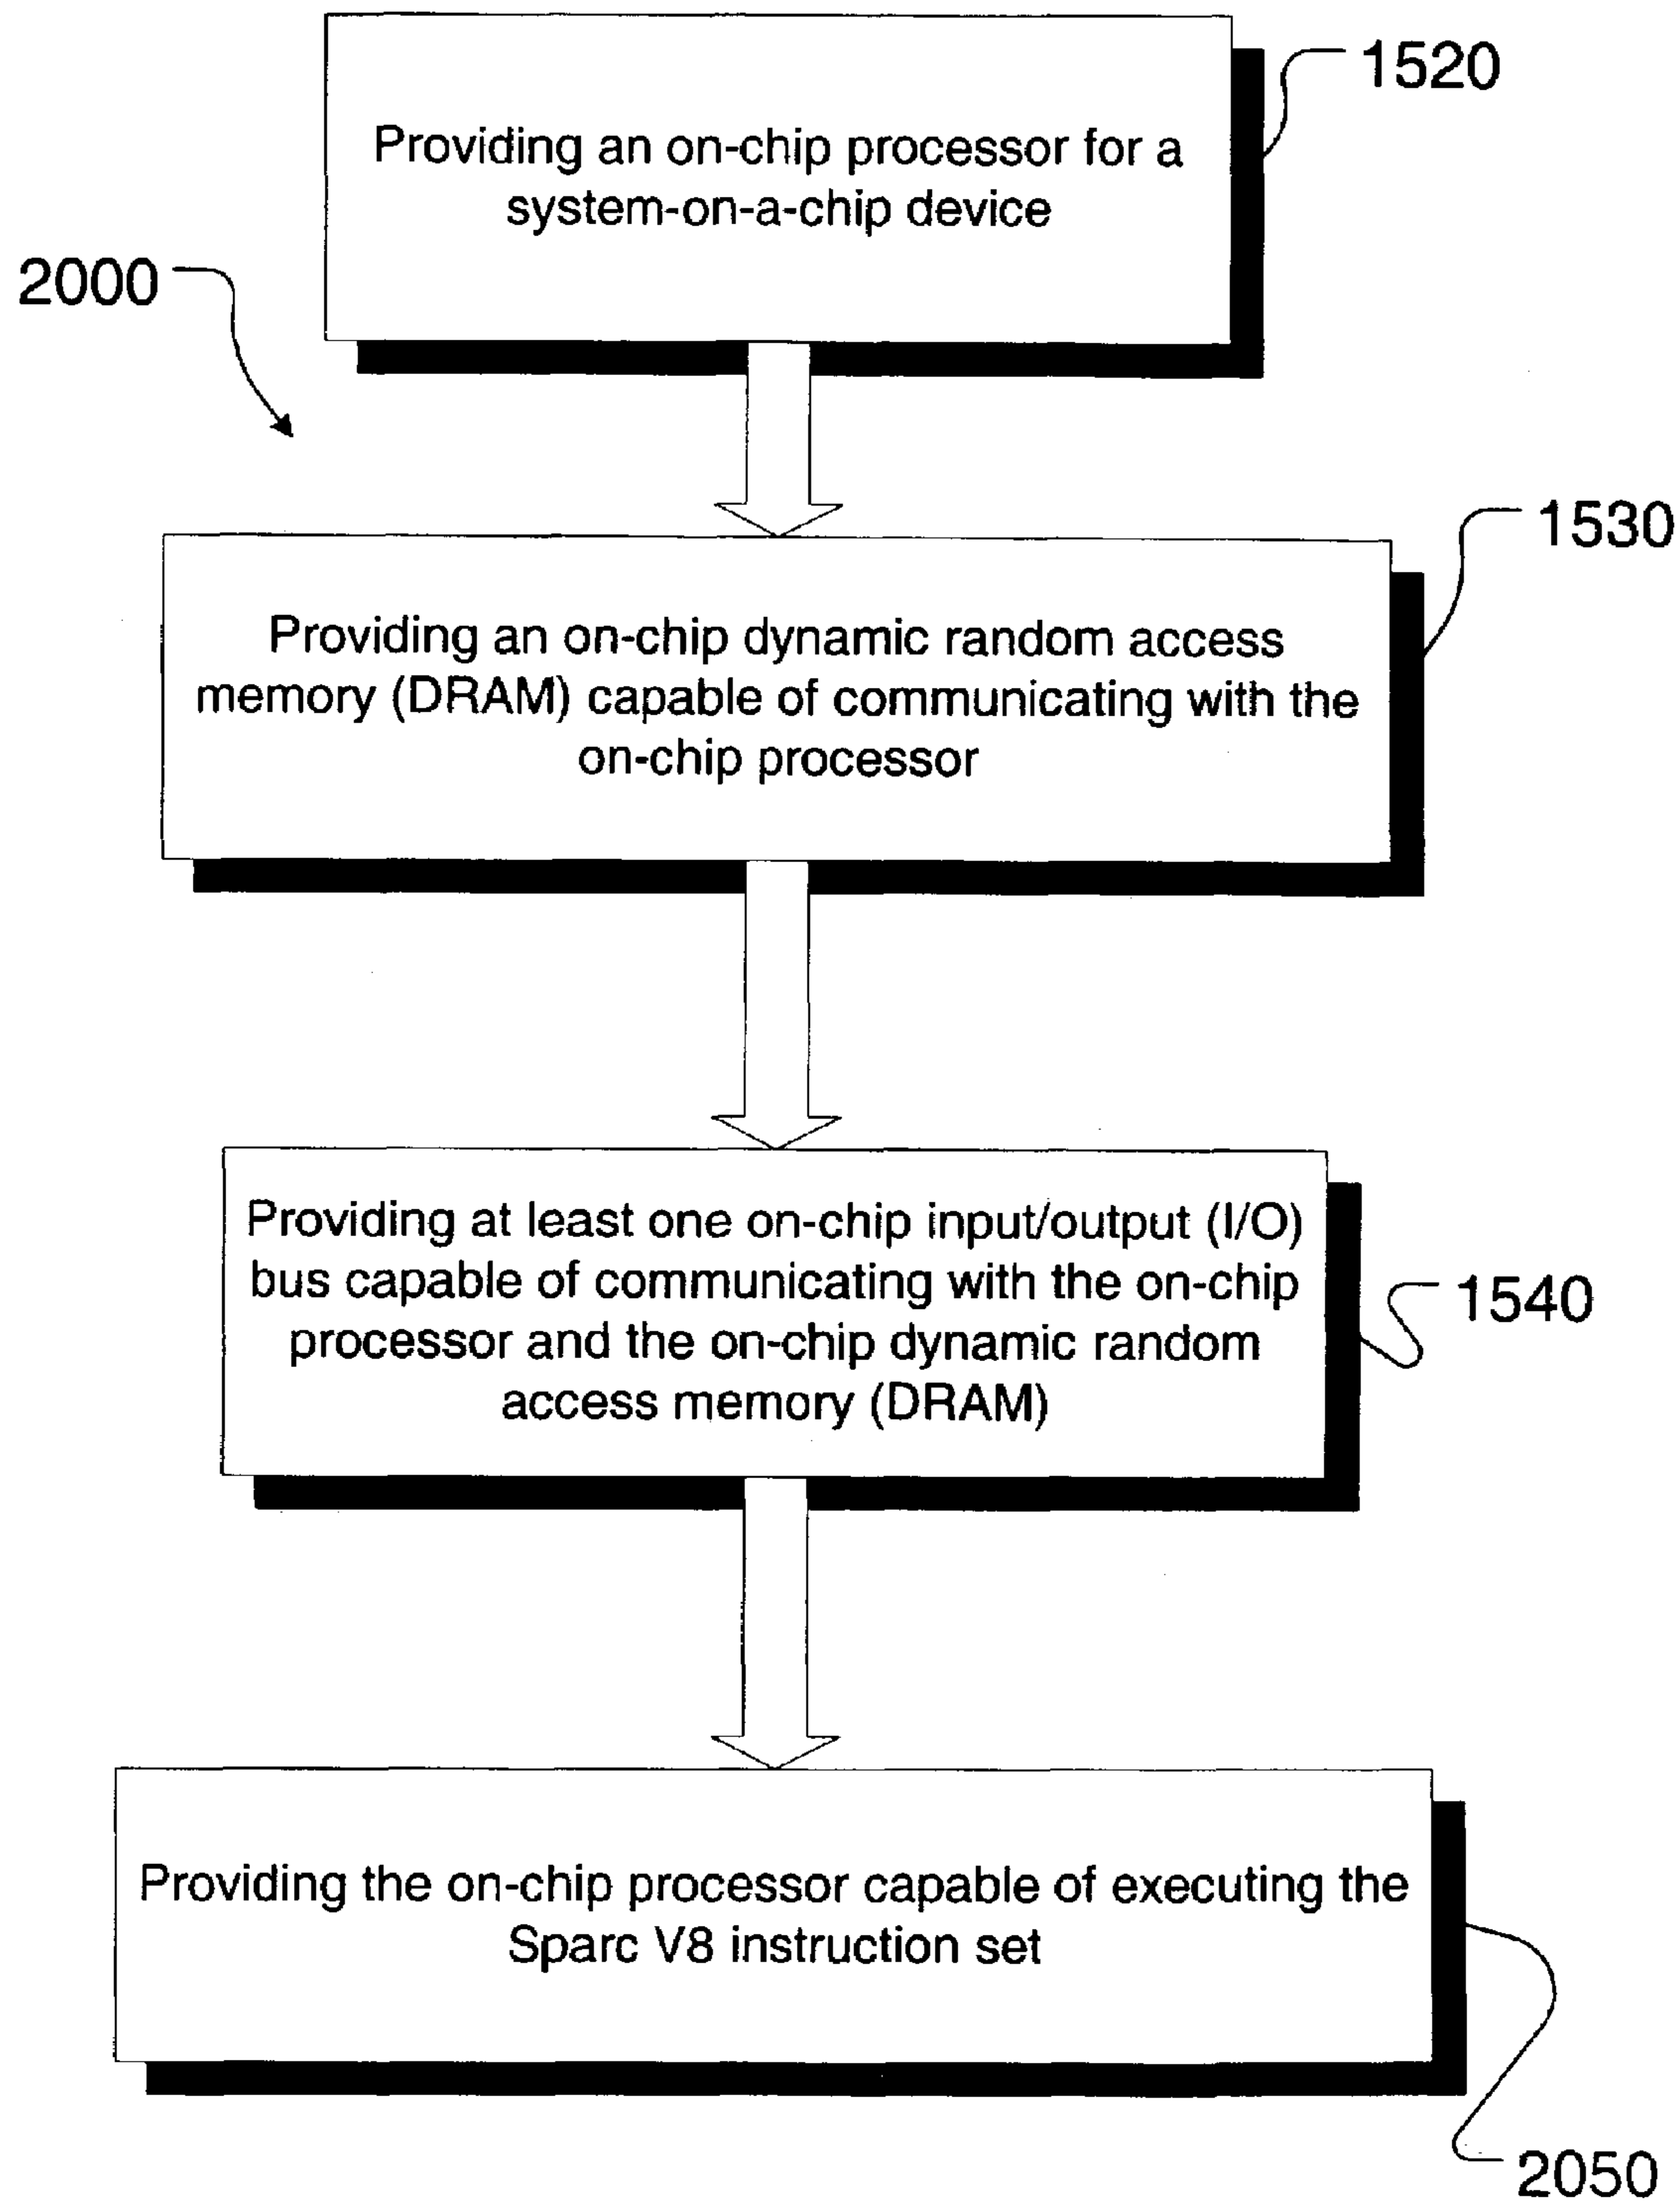 1520
Providing an on-chip processor for a
system-on-a-chip device
2000
1530
Providing an on-chip dynamic random access
memory (DRAM) capable of communicating with the
on-chip processor
Providing at least one on-chip input/output (I/O)
bus capable of communicating with the on-chip
processor and the on-chip dynamic random
access memory (DRAM)
1540
Providing the on-chip processor capable of executing the
Sparc V8 instruction set
2050